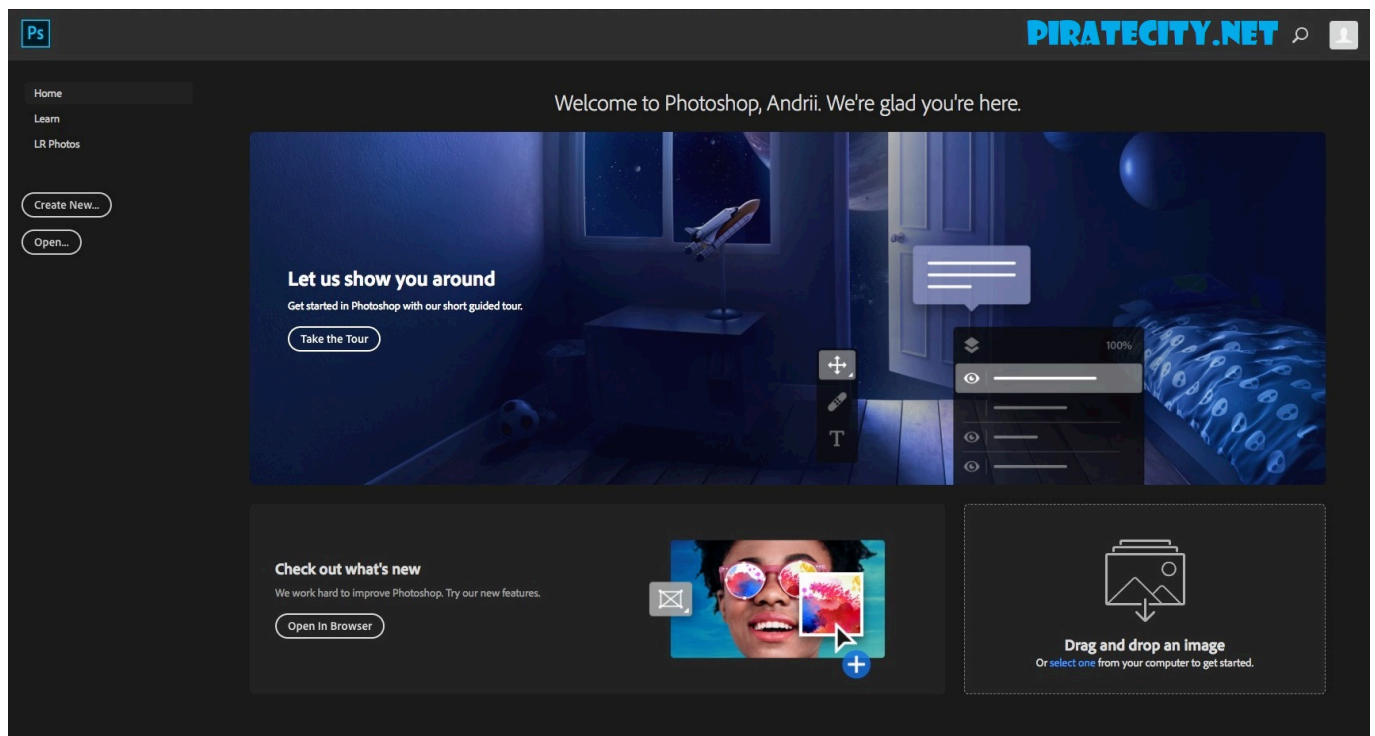 Ps
PIRATECITY.NET
Home
Learn
LR Photos
Create New...
Open...
Welcome to Photoshop, Andrii. We're glad you're here.
Let us show you around
Get started in Photoshop with our short guided tour.
Take the Tour
100%
T
Check out what's new
We work hard to improve Photoshop. Try our new features.
Open In Browser
Drag and drop an image
Or select one from your computer to get started.